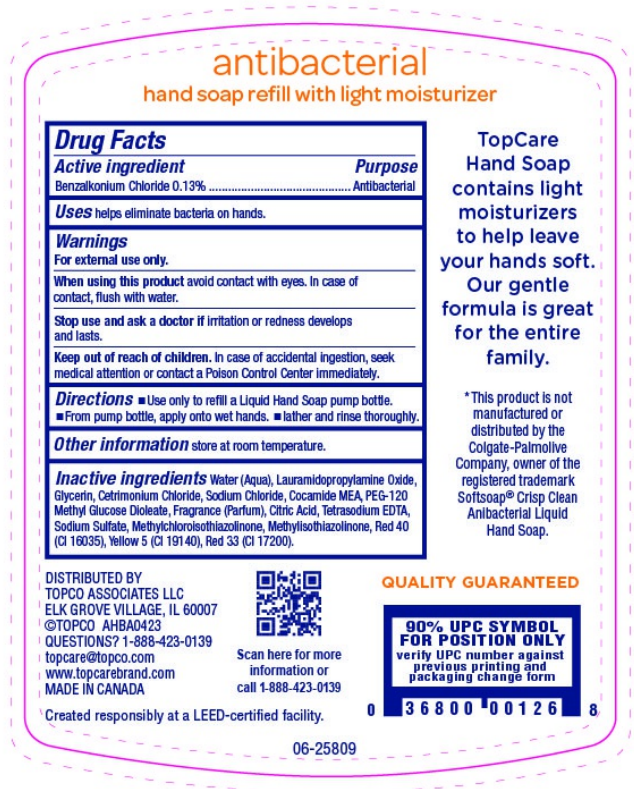 antibacterial
hand soap refill with light moisturizer
Drug Facts
Active ingredient Purpose
Benzalkonium Chloride 0.13% ............................................ Antibacterial
Uses helps eliminate bacteria on hands.
Warnings
For external use only.
When using this product avoid contact with eyes. In case of
contact, flush with water.
Stop use and ask a doctor if irritation or redness develops
and lasts.
Keep out of reach of children. In case of accidental ingestion, seek
medical attention or contact a Poison Control Center immediately.
Directions ■ Use only to refill a Liquid Hand Soap pump bottle.
■ From pump bottle, apply onto wet hands. ■ lather and rinse thoroughly.
Other information store at room temperature.
Inactive ingredients Water (Aqua), Lauramidopropylamine Oxide,
Glycerin, Cetrimonium Chloride, Sodium Chloride, Cocamide MEA, PEG-120
Methyl Glucose Dioleate, Fragrance (Parfum), Citric Acid, Tetrasodium EDTA,
Sodium Sulfate, Methylchloroisothiazolinone, Methylisothiazolinone, Red 40
(CI 16035), Yellow 5 (CI 19140), Red 33 (CI 17200).
TopCare
Hand Soap
contains light
moisturizers
to help leave
your hands soft.
Our gentle
formula is great
for the entire
family.
*This product is not
manufactured or
distributed by the
Colgate-Palmolive
Company, owner of the
registered trademark
Softsoap® Crisp Clean
Anibacterial Liquid
Hand Soap.
DISTRIBUTED BY
TOPCO ASSOCIATES LLC
ELK GROVE VILLAGE, IL 60007
©TOPCO AHBA0423
QUESTIONS? 1-888-423-0139
topcare@topco.com
www.topcarebrand.com
MADE IN CANADA
Created responsibly at a LEED-certified facility.
Scan here for more
information or
call 1-888-423-0139
QUALITY GUARANTEED
90% UPC SYMBOL
FOR POSITION ONLY
verify UPC number against
previous printing and
packaging change form
0 36800 00126 8
06-25809